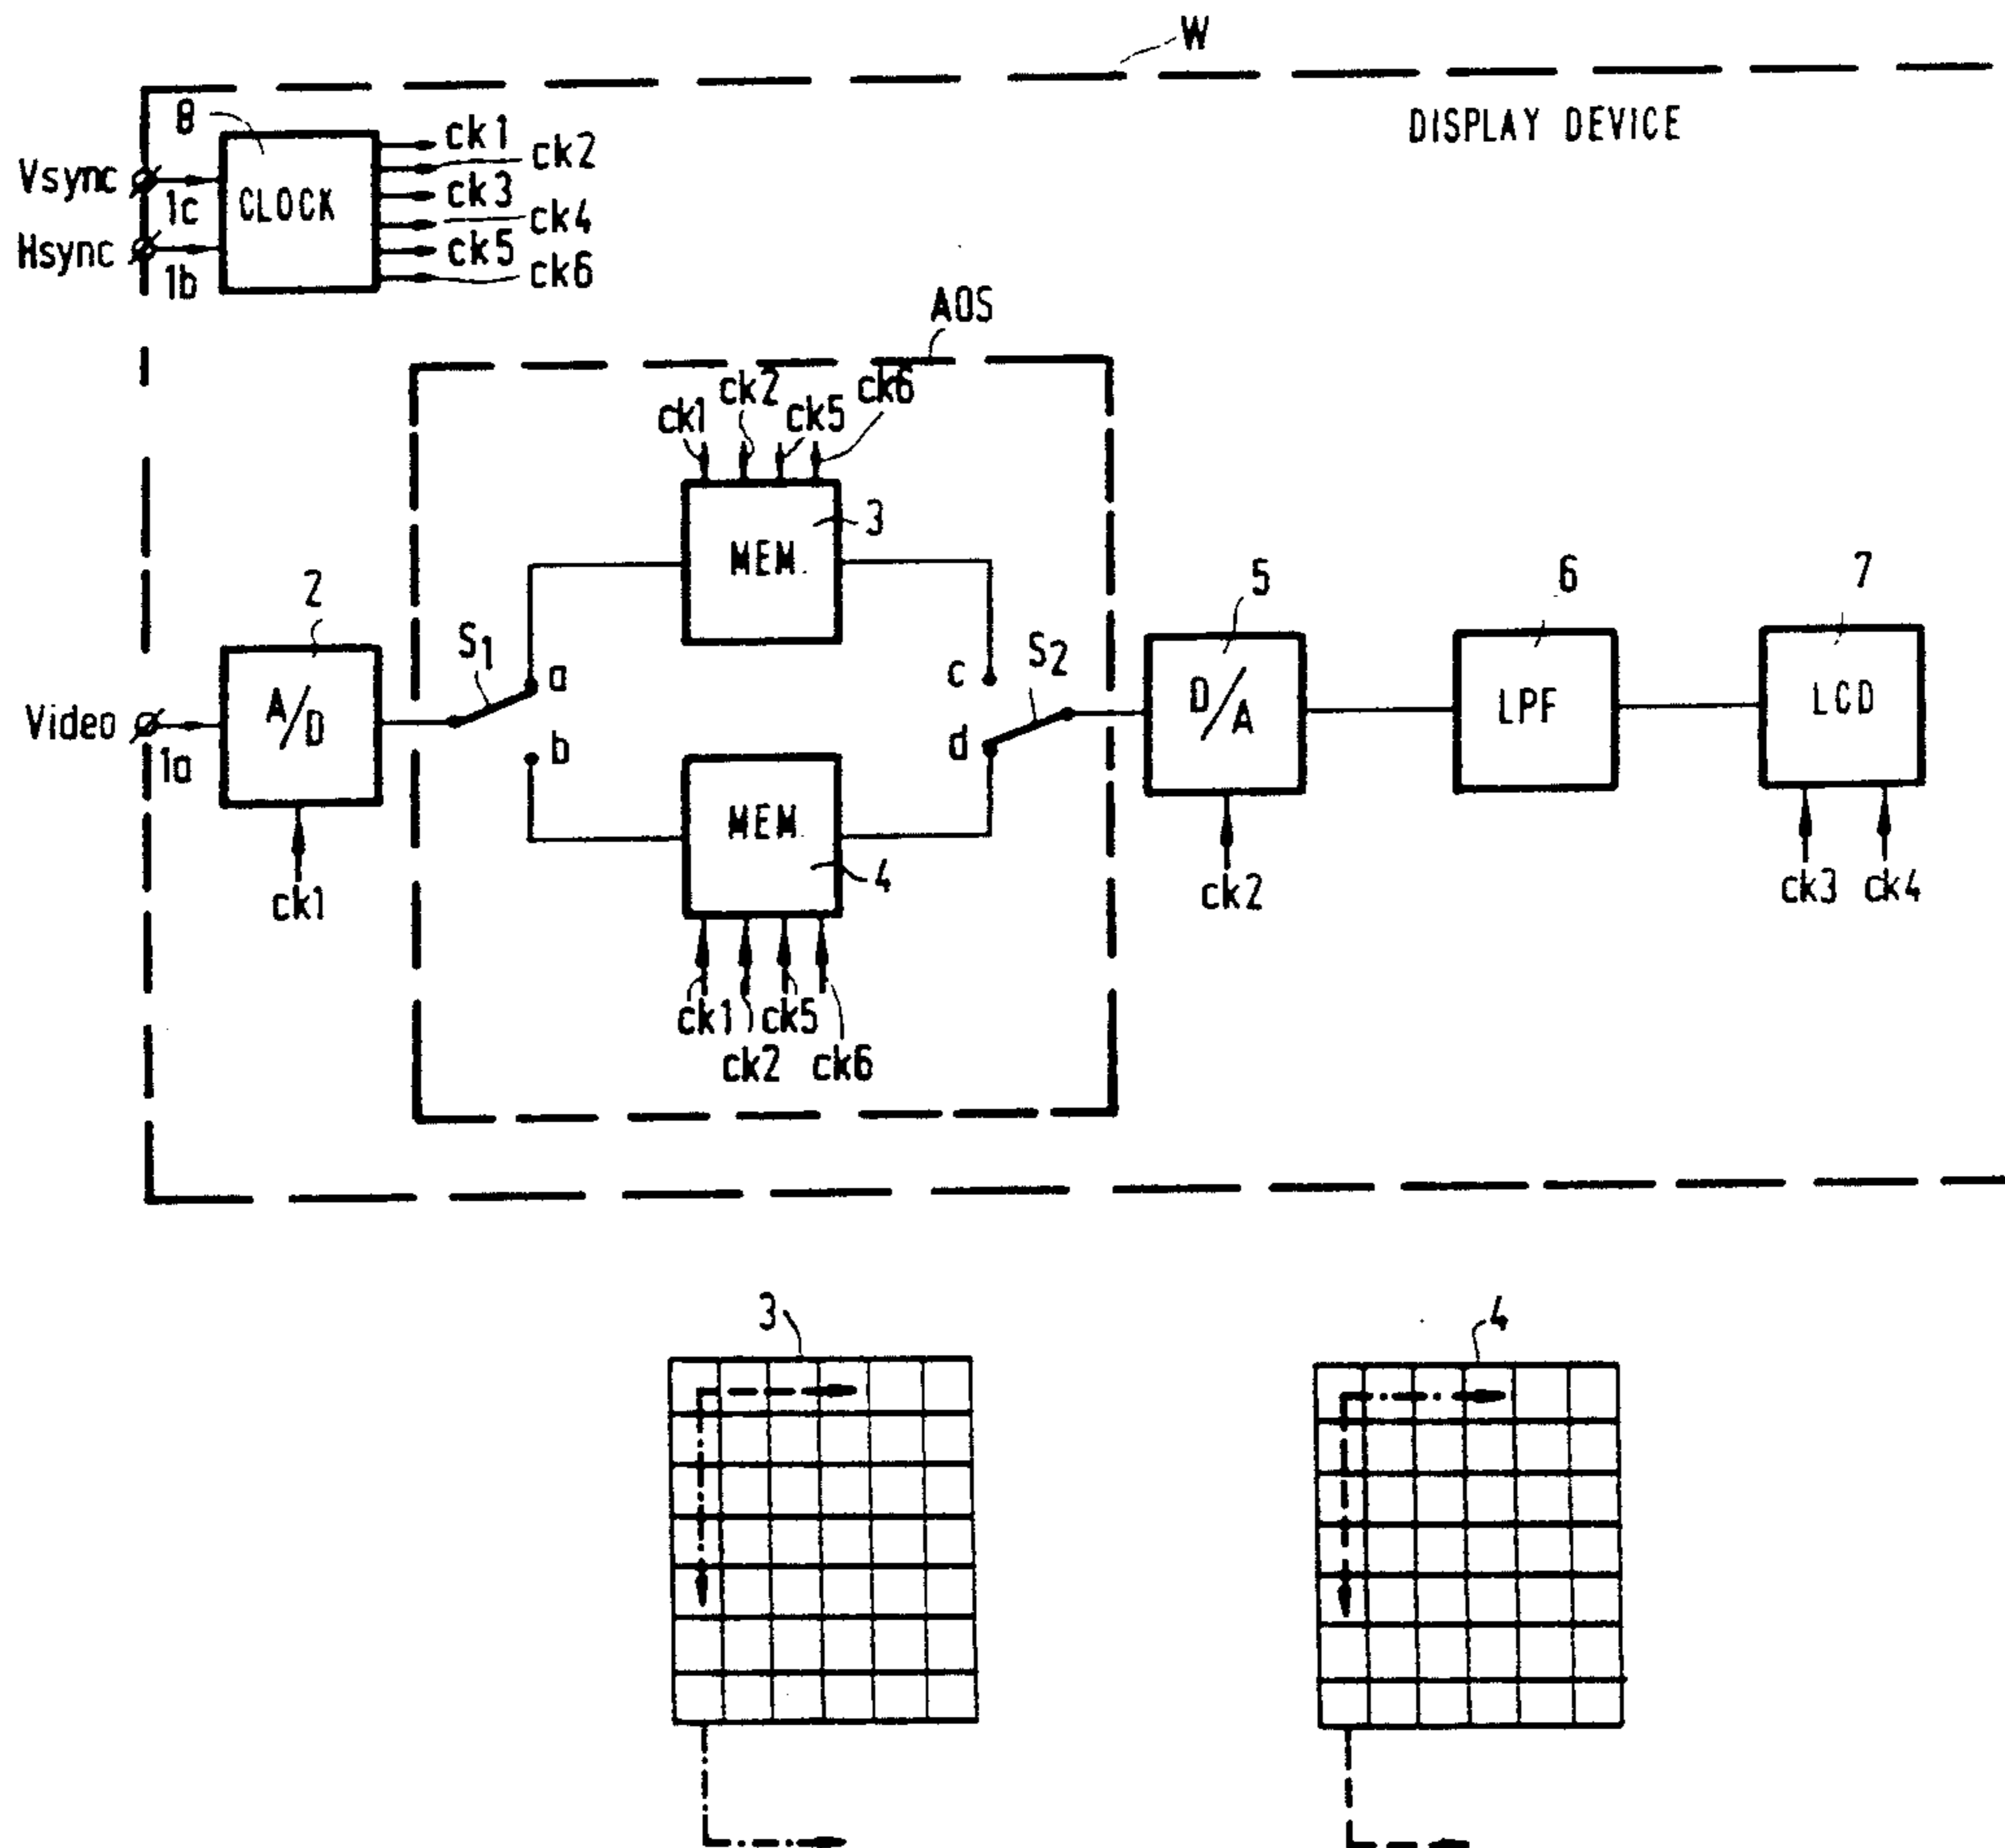 W
DISPLAY DEVICE
8
Vsync
1c
Hsync
1b
CLOCK
ck1
ck2
ck3
ck4
ck5
ck6
AOS
ck1
ck2
ck5
ck6
3
MEM.
2
S1
a
b
A/D
Video
1a
ck1
c
d
S2
MEM.
4
ck1
ck2
ck5
ck6
5
D/A
ck2
6
LPF
7
LCD
ck3
ck4
3
4